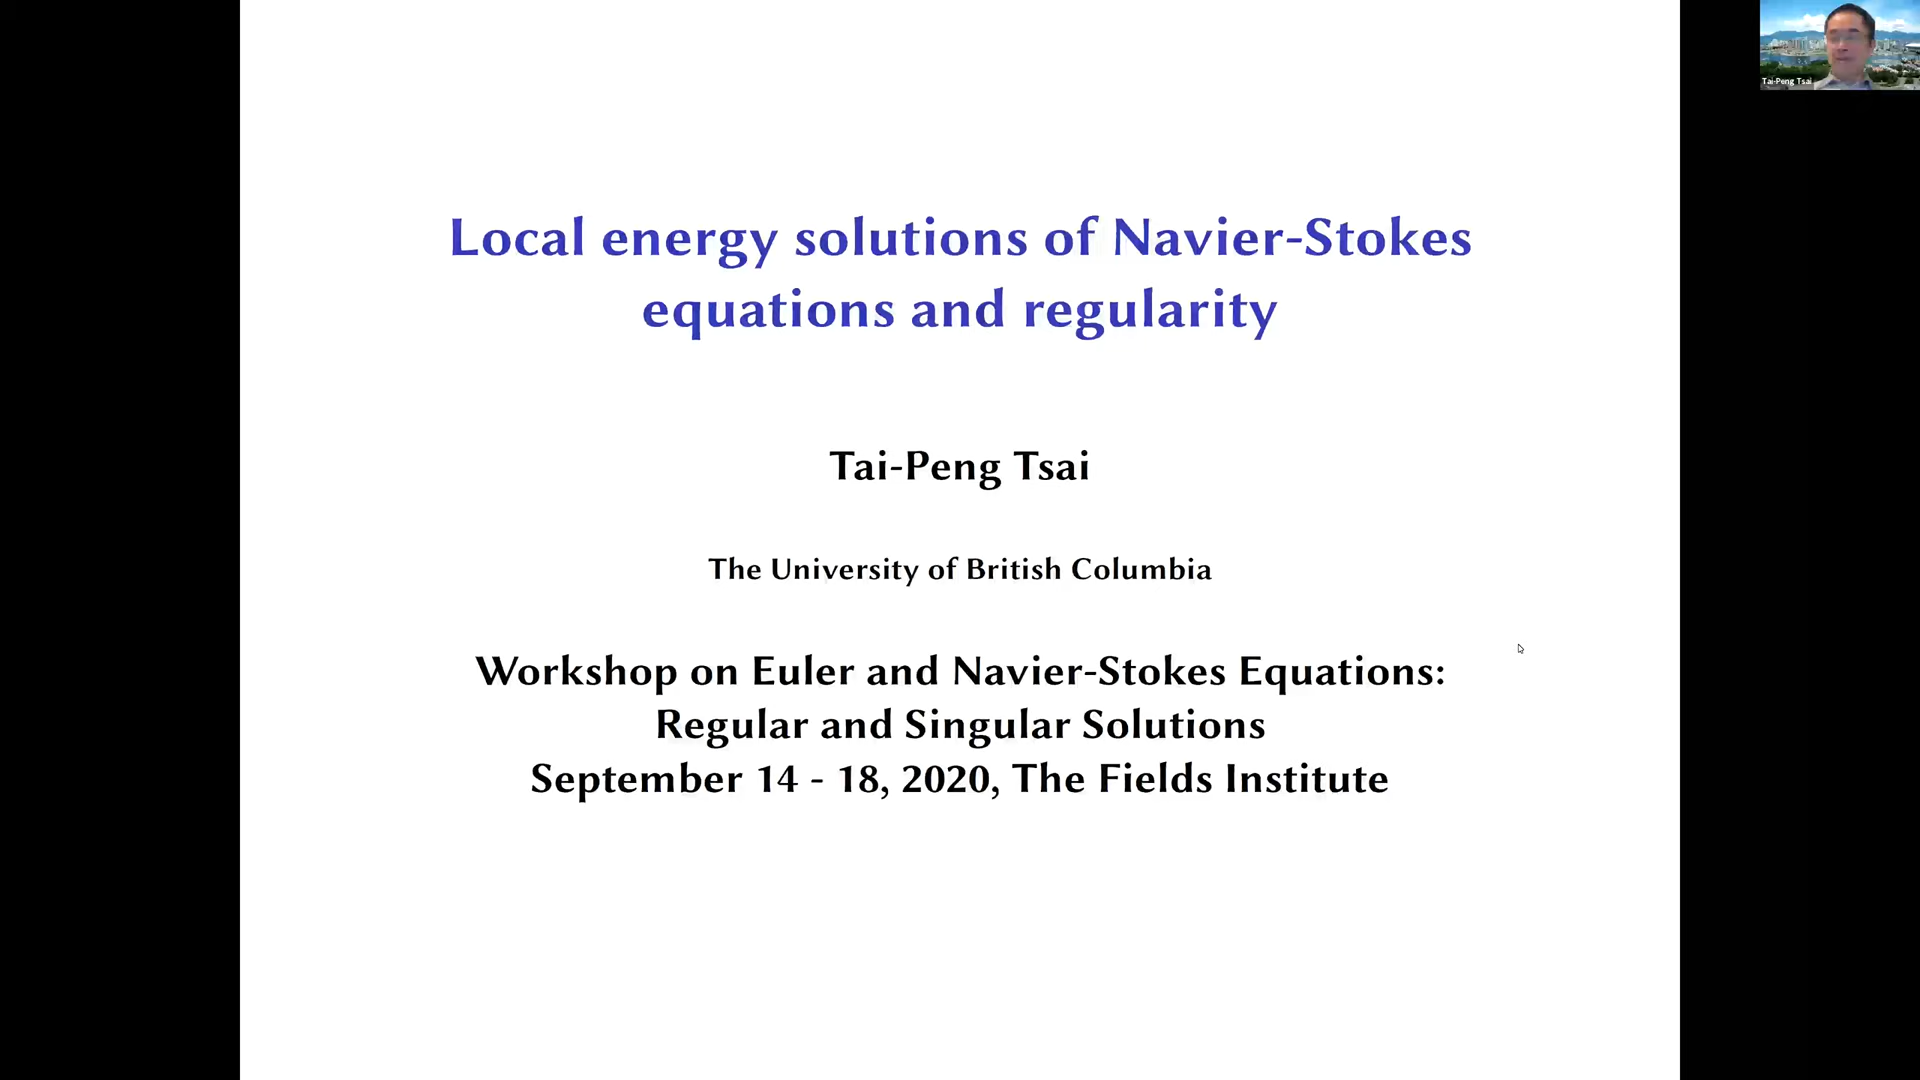 Tai-Peng Tsai
Local energy solutions of Navier-Stokes
equations and regularity
Tai-Peng Tsai
The University of British Columbia
Workshop on Euler and Navier-Stokes Equations:
Regular and Singular Solutions
September 14 - 18, 2020, The Fields Institute